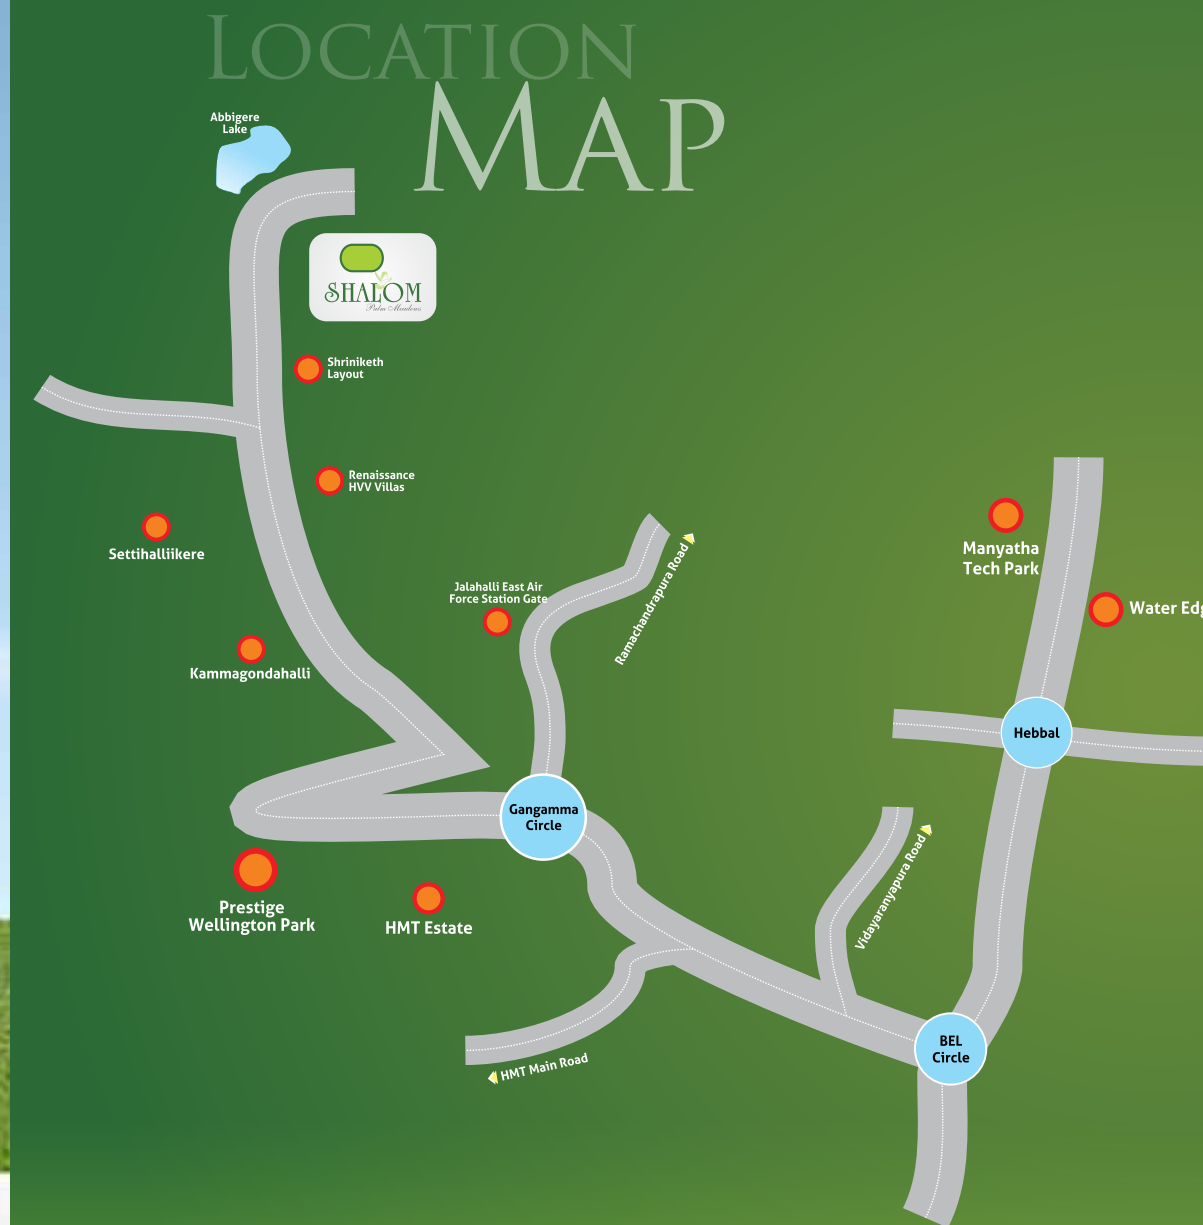 LOCATION
MAP
Abbigere
Lake
SHALOM
Palm Meadows
Shriniketh
Layout
Renaissance
HVV Villas
Settihalliikere
Jalahalli East Air
Force Station Gate
Ramachandrapura Road
Manyatha
Tech Park
Water Edg
Kammagondahalli
Hebbal
Gangamma
Circle
Vidayaranyapura Road
Prestige
Wellington Park
HMT Estate
BEL
Circle
HMT Main Road